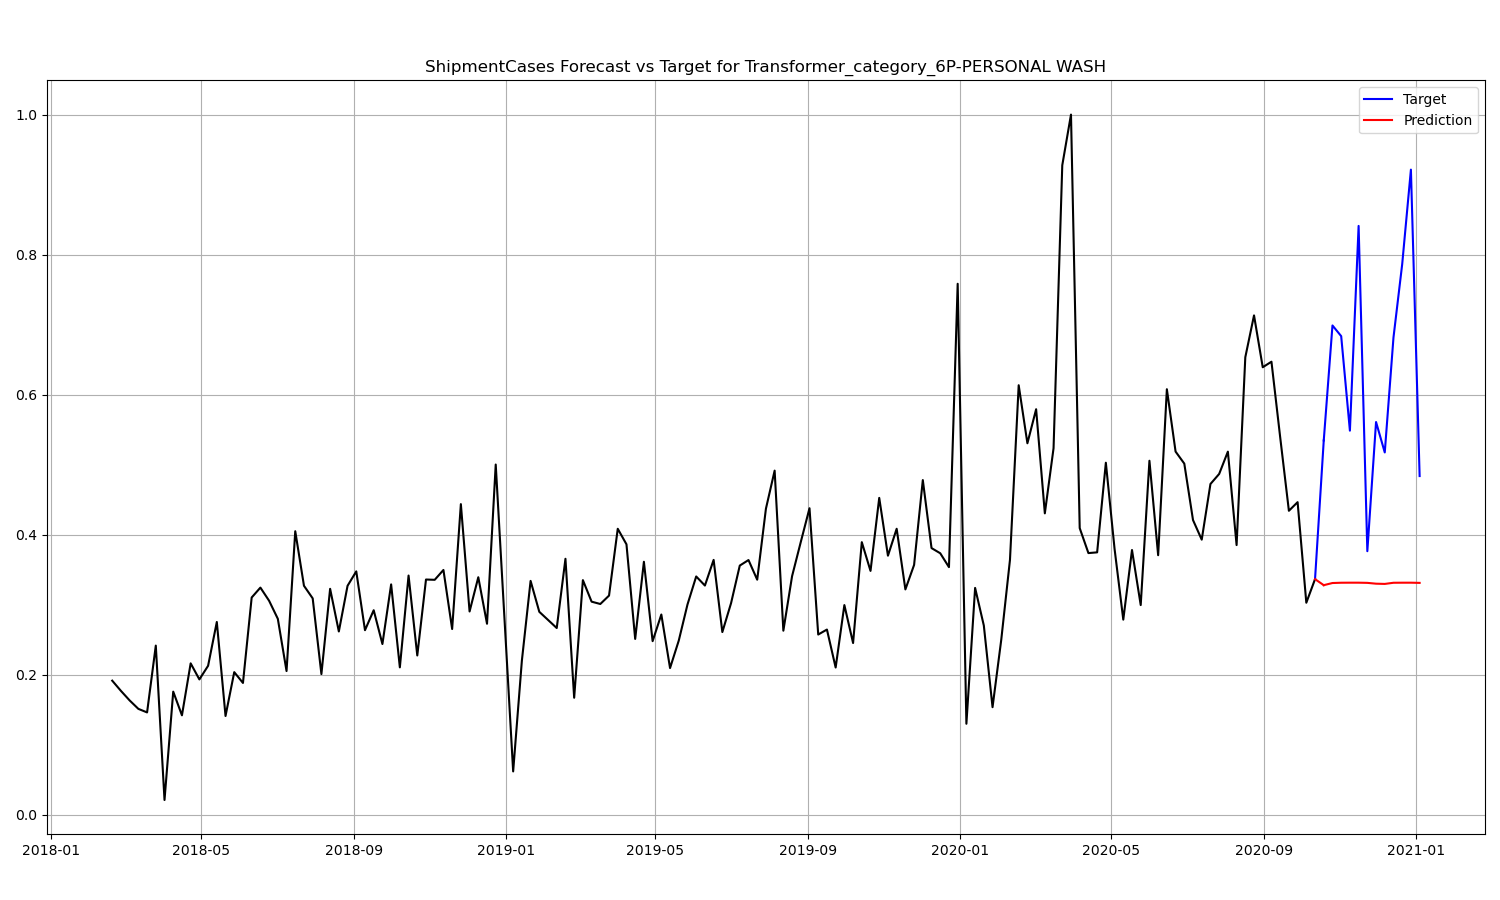 ShipmentCases Forecast vs Target for Transformer_category_6P-PERSONAL WASH
Target
Prediction
1.0
0.8
0.6
0.4
0.2
0.0
2018-01 2018-05 2018-09 2019-01 2019-05 2019-09 2020-01 2020-05 2020-09 2021-01